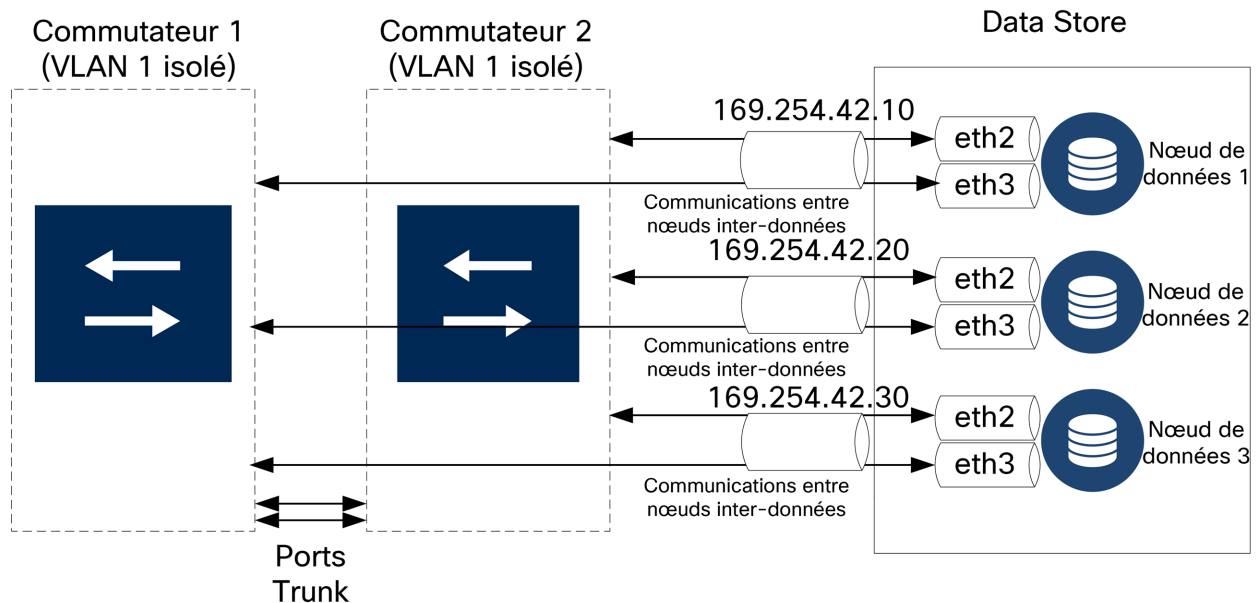 Commutateur 1
(VLAN 1 isolé)
Commutateur 2
(VLAN 1 isolé)
Data Store
169.254.42.10
eth2
eth3
Nœud de
données 1
Communications entre
nœuds inter-données
169.254.42.20
eth2
eth3
Nœud de
données 2
Communications entre
nœuds inter-données
169.254.42.30
eth2
eth3
Nœud de
données 3
Communications entre
nœuds inter-données
Ports
Trunk